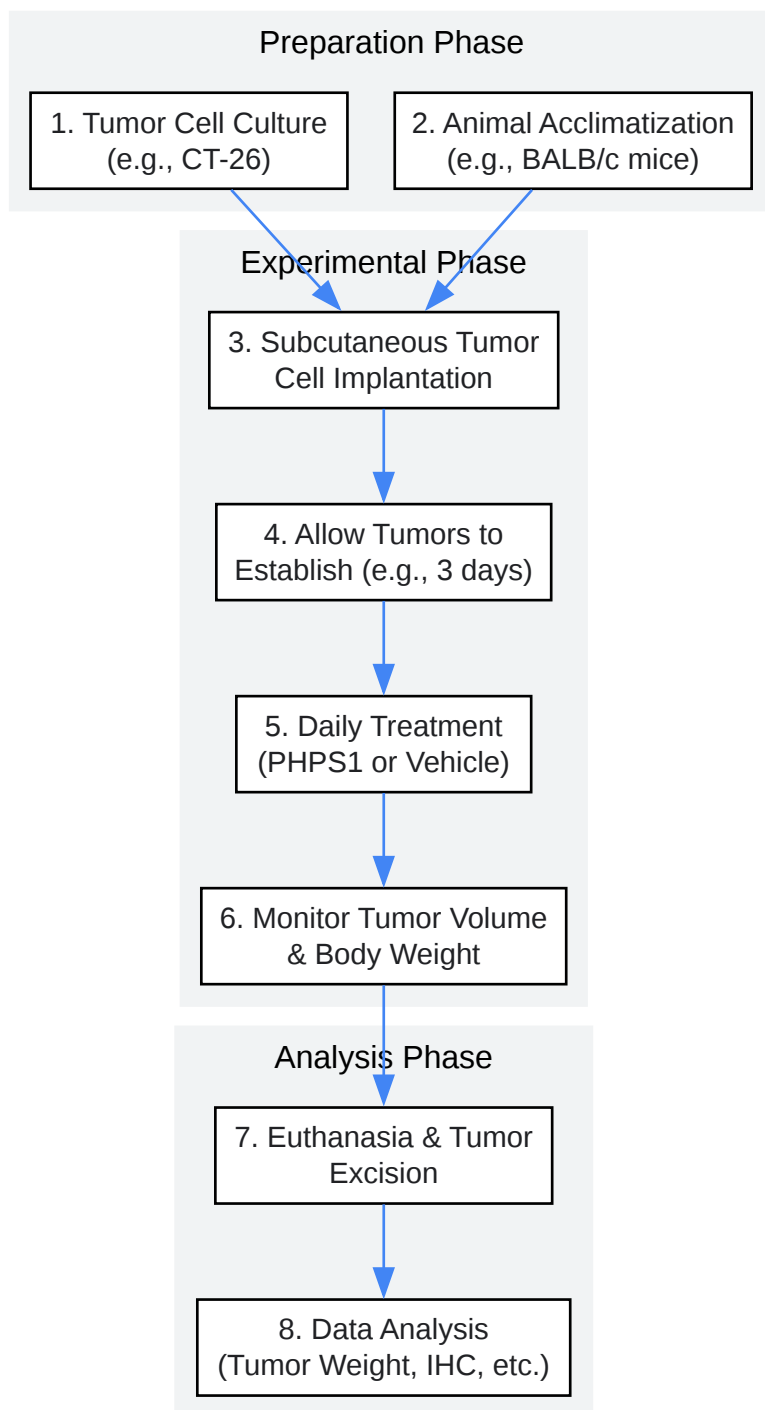 Preparation Phase
1. Tumor Cell Culture
(e.g., CT-26)
2. Animal Acclimatization
(e.g., BALB/c mice)
Experimental Phase
3. Subcutaneous Tumor
Cell Implantation
4. Allow Tumors to
Establish (e.g., 3 days)
5. Daily Treatment
(PHPS1 or Vehicle)
6. Monitor Tumor Volume
& Body Weight
Analysis Phase
7. Euthanasia & Tumor
Excision
8. Data Analysis
(Tumor Weight, IHC, etc.)